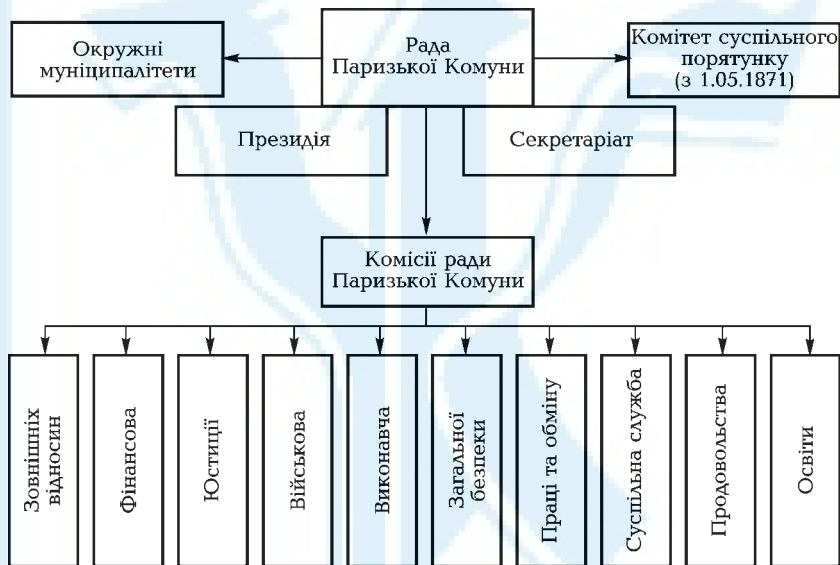 Окружні
муніципалітети
Рада
Паризької Комуни
Комітет суспільного
порятунку
(з 1.05.1871)
Президія
Секретаріат
Комісії ради
Паризької Комуни
Зовнішніх
відносин
Фінансова
Юстиції
Військова
Виконавча
Загальної
безпеки
Праці та обміну
Суспільна служба
Продовольства
Освіти